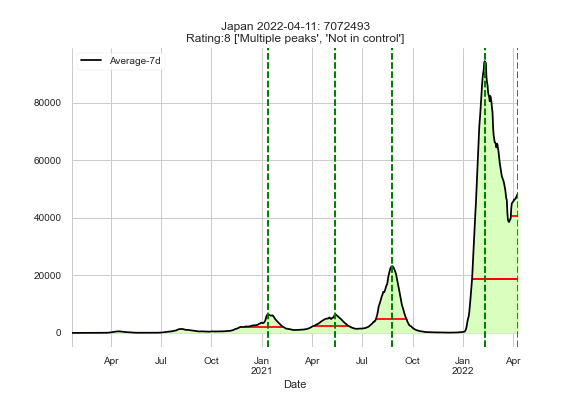 Japan 2022-04-11: 7072493
Rating:8 ['Multiple peaks', 'Not in control']
Average-7d
80000
60000
40000
20000
0
Apr Jul Oct Jan Apr Jul Oct Jan Apr
2021 2022
Date